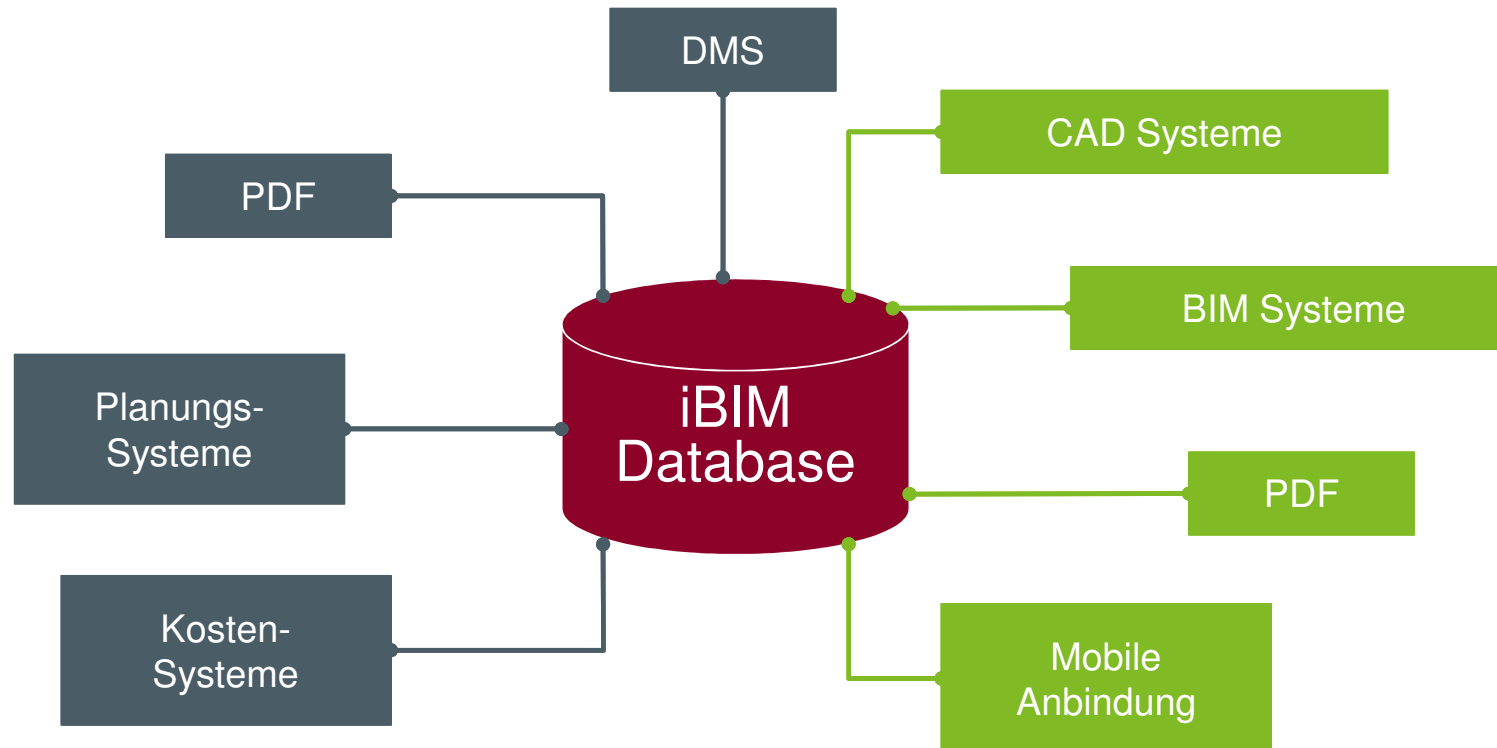 DMS
CAD Systeme
PDF
BIM Systeme
Planungs-
Systeme
iBIM
Database
PDF
Kosten-
Systeme
Mobile
Anbindung